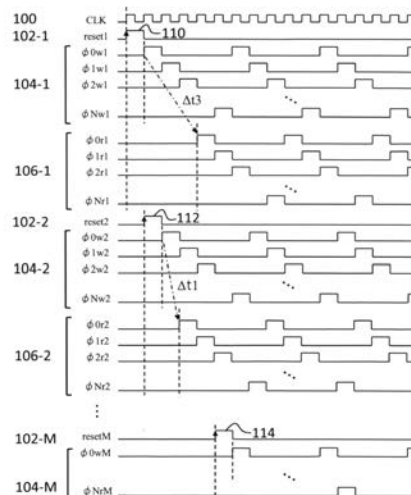 100 CLK
102-1 reset1 110
φ0w1
104-1 φ1w1
φ2w1 Δt3
φNw1
φ0r1
106-1 φ1r1
φ2r1
φNr1
102-2 reset2 112
φ0w2
104-2 φ1w2
φ2w2
φNw2 Δt1
φ0r2
φ1r2
106-2 φ2r2
φNr2
102-M resetM 114
φ0wM
104-M φNrM